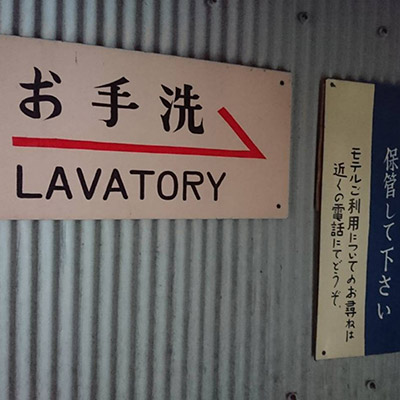 お手洗
LAVATORY
保管して下さい
モテルご利用についてのお尋ねは
近くの電話にてどうぞ。